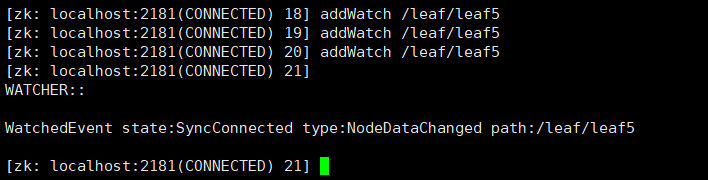 [zk: localhost:2181(CONNECTED) 18] addWatch /leaf/leaf5
[zk: localhost:2181(CONNECTED) 19] addWatch /leaf/leaf5
[zk: localhost:2181(CONNECTED) 20] addWatch /leaf/leaf5
[zk: localhost:2181(CONNECTED) 21]
WATCHER::
WatchedEvent state:SyncConnected type:NodeDataChanged path:/leaf/leaf5
[zk: localhost:2181(CONNECTED) 21]